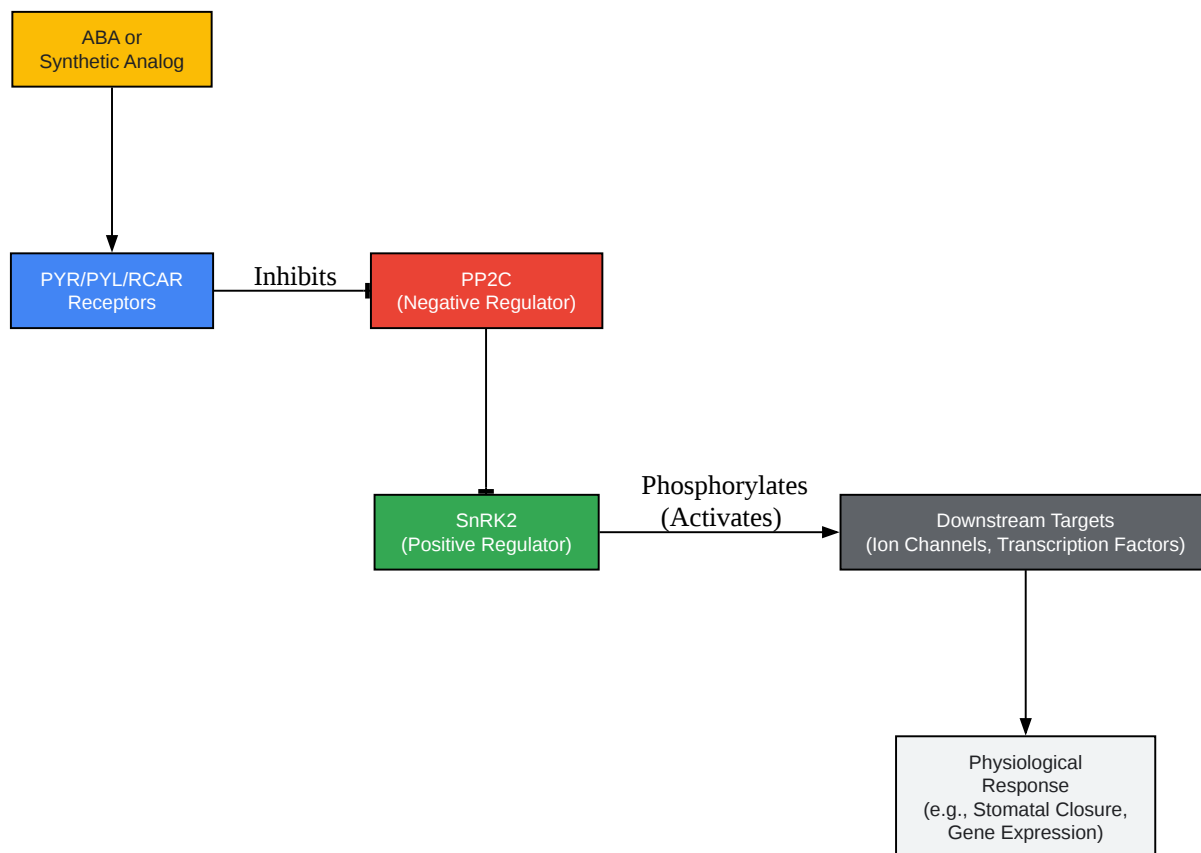 ABA or
Synthetic Analog
PYR/PYL/RCAR
Receptors
Inhibits
PP2C
(Negative Regulator)
SnRK2
(Positive Regulator)
Phosphorylates
(Activates)
Downstream Targets
(Ion Channels, Transcription Factors)
Physiological
Response
(e.g., Stomatal Closure,
Gene Expression)